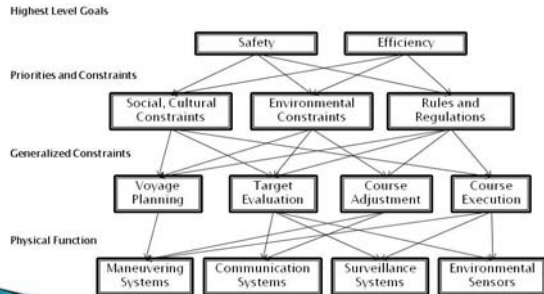 Highest Level Goals
Safety
Efficiency
Priorities and Constraints
Social, Cultural
Constraints
Environmental
Constraints
Rules and
Regulations
Generalized Constraints
Voyage
Planning
Target
Evaluation
Course
Adjustment
Course
Execution
Physical Function
Maneuvering
Systems
Communication
Systems
Surveillance
Systems
Environmental
Sensors